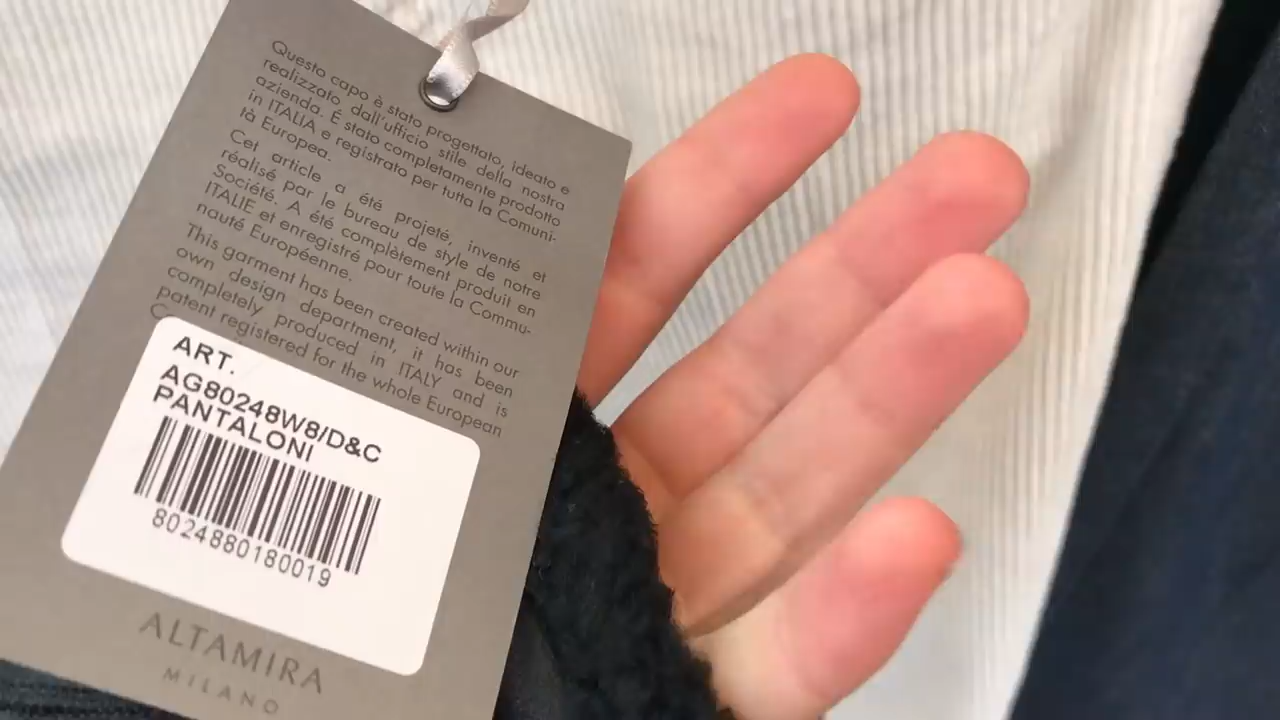 Questo capo è stato progettato, ideato e
realizzato dall'ufficio stile della nostra
azienda. É stato completamente prodotto
in ITALIA e registrato per tutta la Comuni-
tà Europea.
Cet article a été projeté, inventé et
réalisé par le bureau de style de notre
Société. A été complètement produit en
ITALIE et enregistré pour toute la Commu-
nauté Européenne.
This garment has been created within our
own design department, it has been
completely produced in ITALY and is
patent registered for the whole European
ART.
AG80248W8/D&C
PANTALONI
8024880180019
ALTAMIRA
MILANO